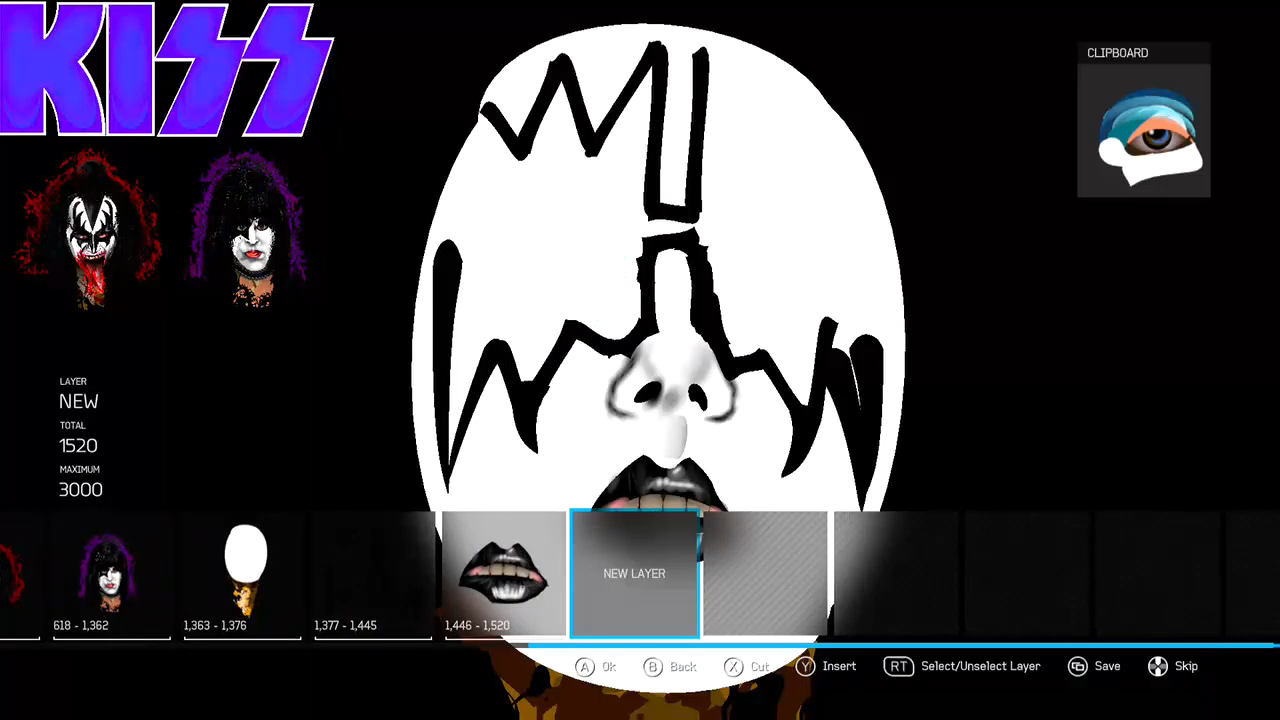 KISS
CLIPBOARD
LAYER
NEW
TOTAL
1520
MAXIMUM
3000
NEW LAYER
618 - 1,362
1,363 - 1,376
1,377 - 1,445
1,446 - 1,520
A Ok
B Back
X Cut
Y Insert
RT Select/Unselect Layer
Save
Skip